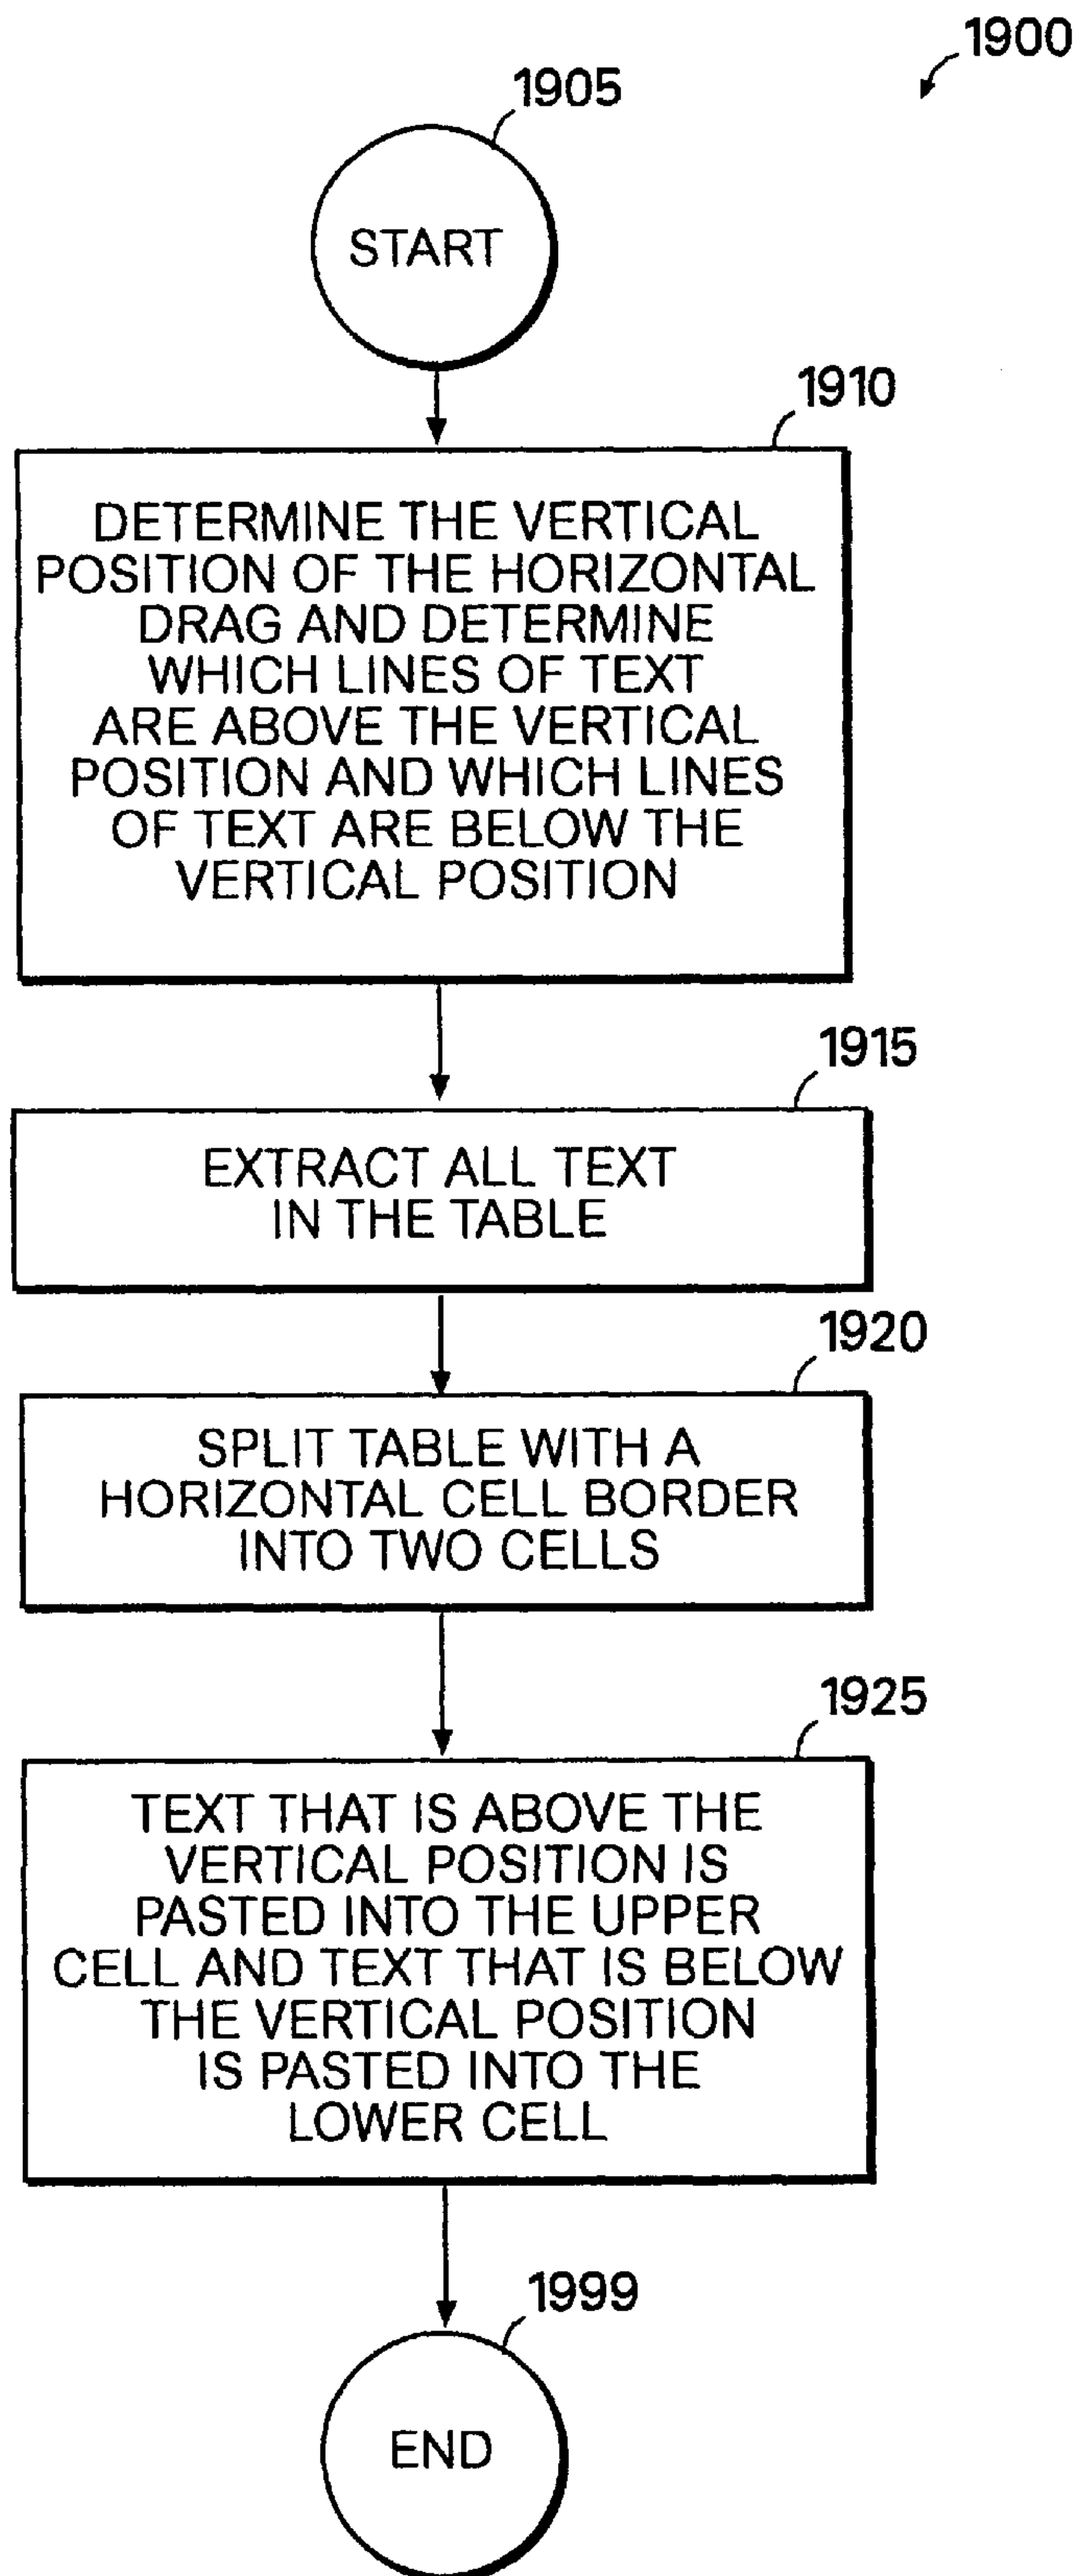 1900
1905
START
1910
DETERMINE THE VERTICAL
POSITION OF THE HORIZONTAL
DRAG AND DETERMINE
WHICH LINES OF TEXT
ARE ABOVE THE VERTICAL
POSITION AND WHICH LINES
OF TEXT ARE BELOW THE
VERTICAL POSITION
1915
EXTRACT ALL TEXT
IN THE TABLE
1920
SPLIT TABLE WITH A
HORIZONTAL CELL BORDER
INTO TWO CELLS
1925
TEXT THAT IS ABOVE THE
VERTICAL POSITION IS
PASTED INTO THE UPPER
CELL AND TEXT THAT IS BELOW
THE VERTICAL POSITION
IS PASTED INTO THE
LOWER CELL
1999
END